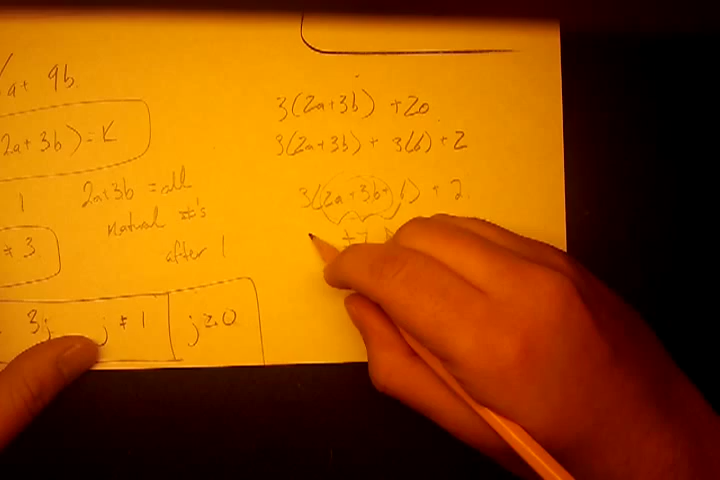 a + 9b.
2a + 3b) = K
1
≠ 3
2a+3b = all
natural #'s
after 1
3j j ≠ 1 j ≥ 0
3(2a+3b) + 20
3(2a+3b) + 3(6) + 2
3(2a+3b+6) + 2